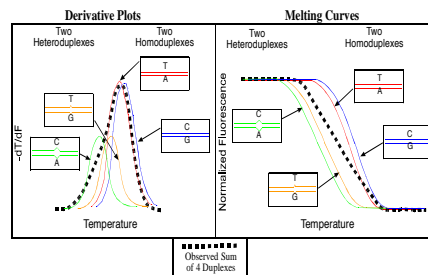 Derivative Plots
Two Heteroduplexes
Two Homoduplexes
T
A
T
G
C
A
C
G
-dT/dF
Temperature
Melting Curves
Two Heteroduplexes
Two Homoduplexes
T
A
C
A
C
G
T
G
Normalized Fluorescence
Temperature
Observed Sum
of 4 Duplexes